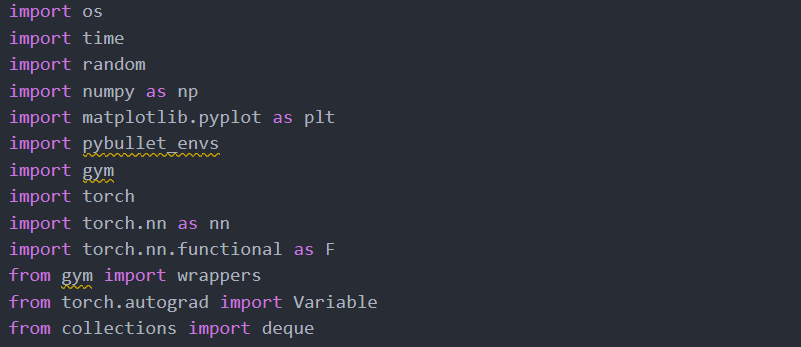 import os
import time
import random
import numpy as np
import matplotlib.pyplot as plt
import pybullet_envs
import gym
import torch
import torch.nn as nn
import torch.nn.functional as F
from gym import wrappers
from torch.autograd import Variable
from collections import deque